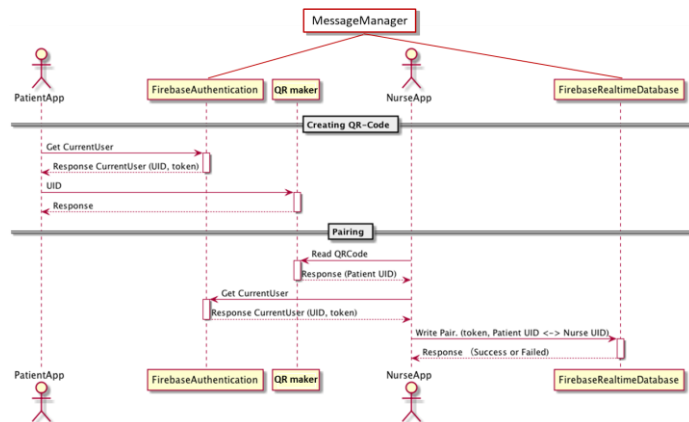 MessageManager
PatientApp
FirebaseAuthentication
QR maker
NurseApp
FirebaseRealtimeDatabase
Creating QR-Code
Get CurrentUser
Response CurrentUser (UID, token)
UID
Response
Pairing
Read QRCode
Response (Patient UID)
Get CurrentUser
Response CurrentUser (UID, token)
Write Pair. (token, Patient UID <-> Nurse UID)
Response （Success or Failed）
PatientApp
FirebaseAuthentication
QR maker
NurseApp
FirebaseRealtimeDatabase